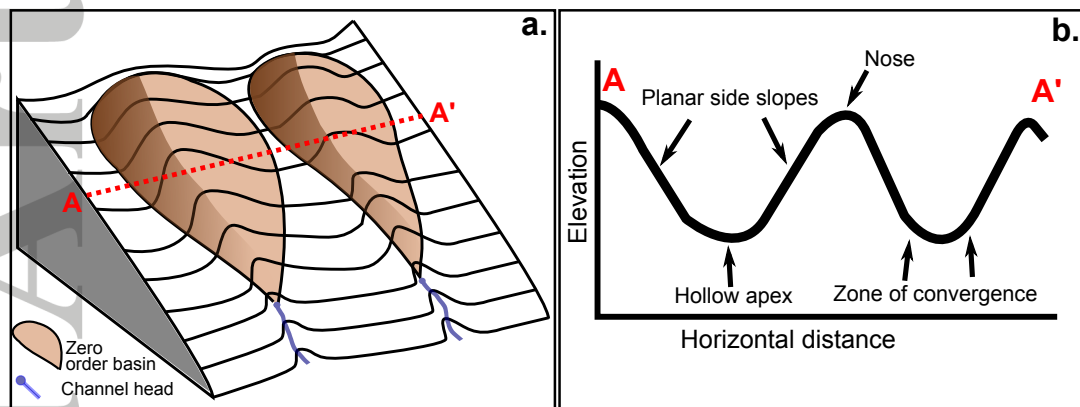 a.
A
A'
Zero
order basin
Channel head
b.
A
Nose
A'
Planar side slopes
Elevation
Hollow apex
Zone of convergence
Horizontal distance